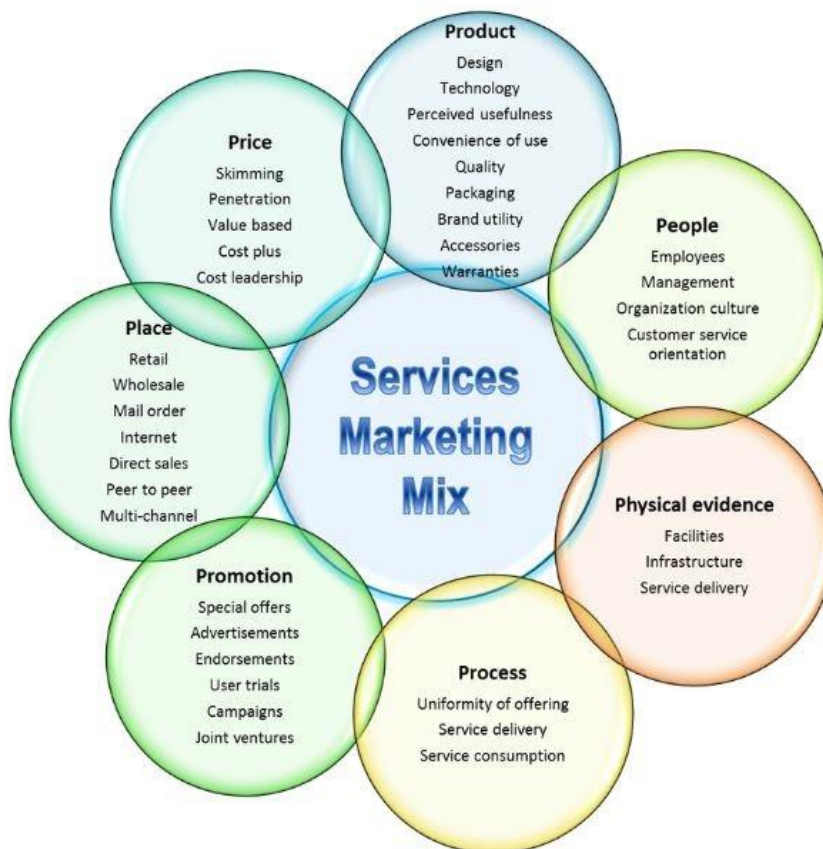 Product
Design
Technology
Perceived usefulness
Convenience of use
Quality
Packaging
Brand utility
Accessories
Warranties
Price
Skimming
Penetration
Value based
Cost plus
Cost leadership
People
Employees
Management
Organization culture
Customer service
orientation
Place
Retail
Wholesale
Mail order
Internet
Direct sales
Peer to peer
Multi-channel
Services
Marketing
Mix
Physical evidence
Facilities
Infrastructure
Service delivery
Promotion
Special offers
Advertisements
Endorsements
User trials
Campaigns
Joint ventures
Process
Uniformity of offering
Service delivery
Service consumption